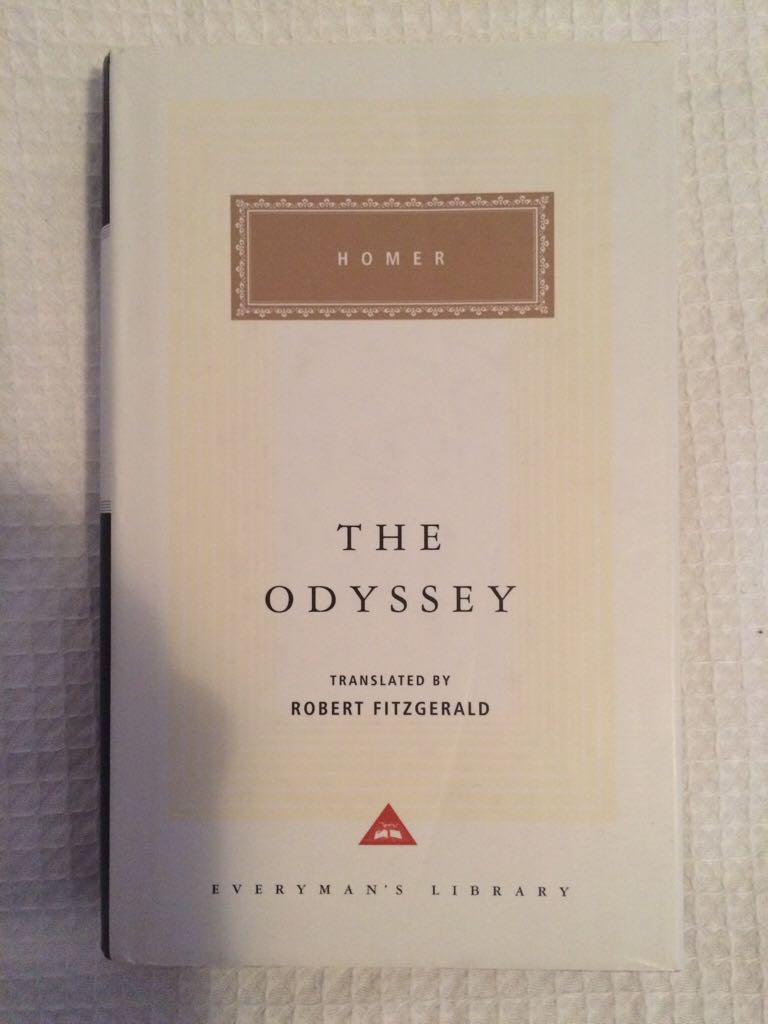 HOMER
THE
ODYSSEY
TRANSLATED BY
ROBERT FITZGERALD
EVERYMAN'S LIBRARY